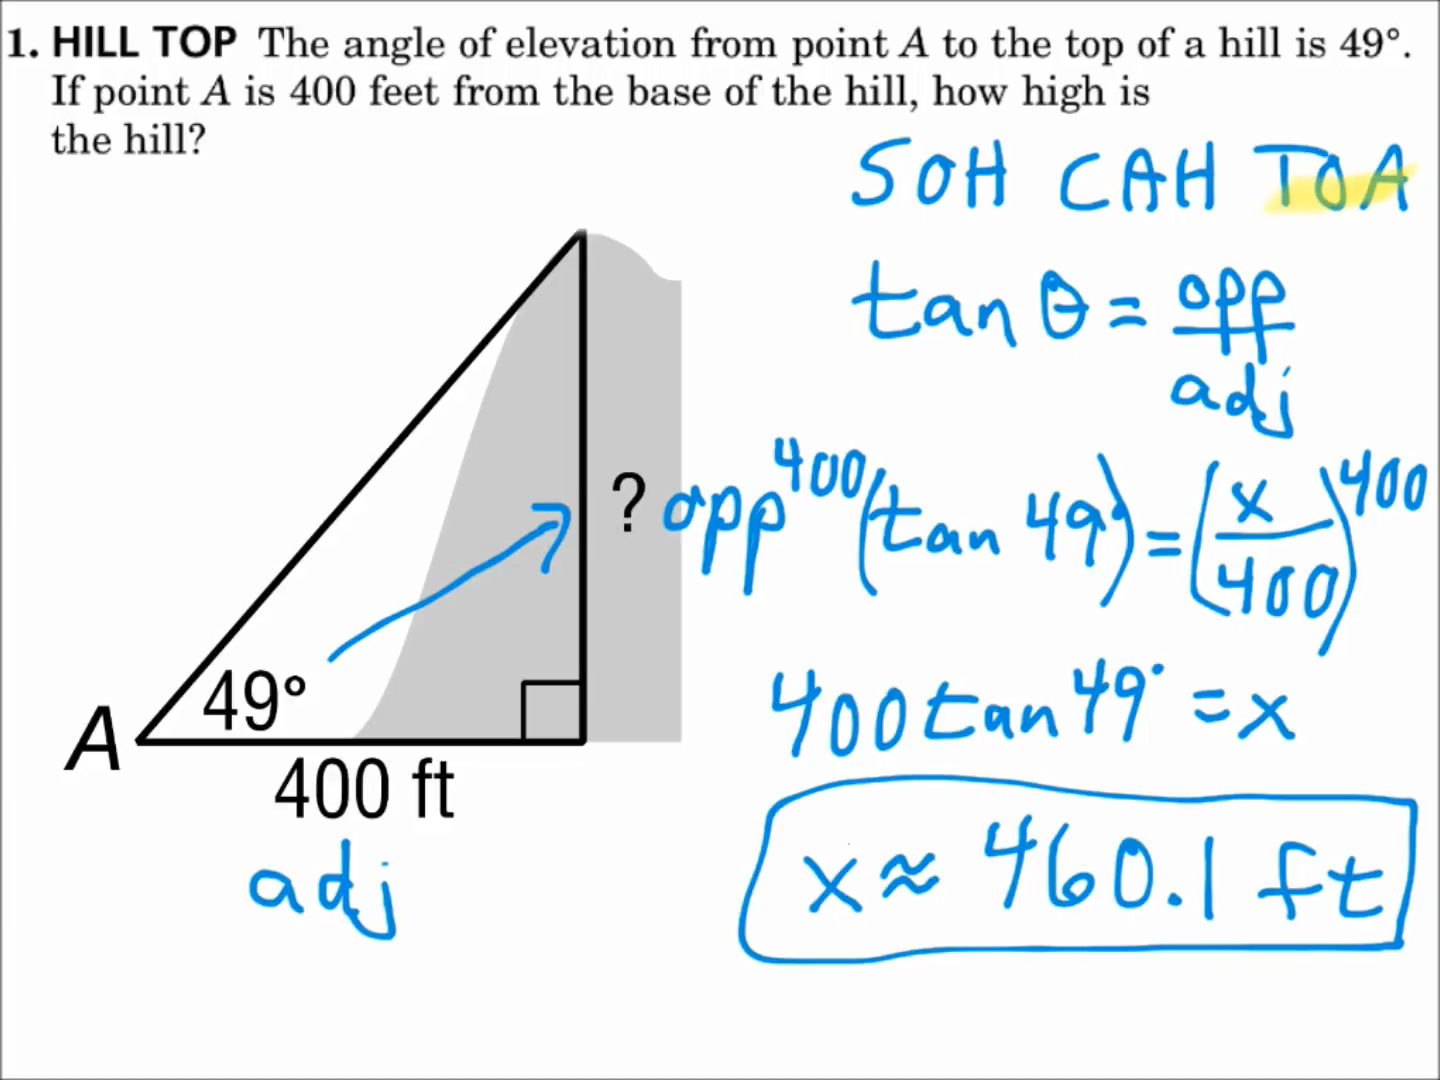 1. HILL TOP The angle of elevation from point A to the top of a hill is 49°.
If point A is 400 feet from the base of the hill, how high is
the hill?
SOH CAH TOA
tan θ = opp
adj
? opp
400 (tan 49°) = (x / 400) 400
49°
A
400 ft
adj
400 tan 49° = x
x ≈ 460.1 ft